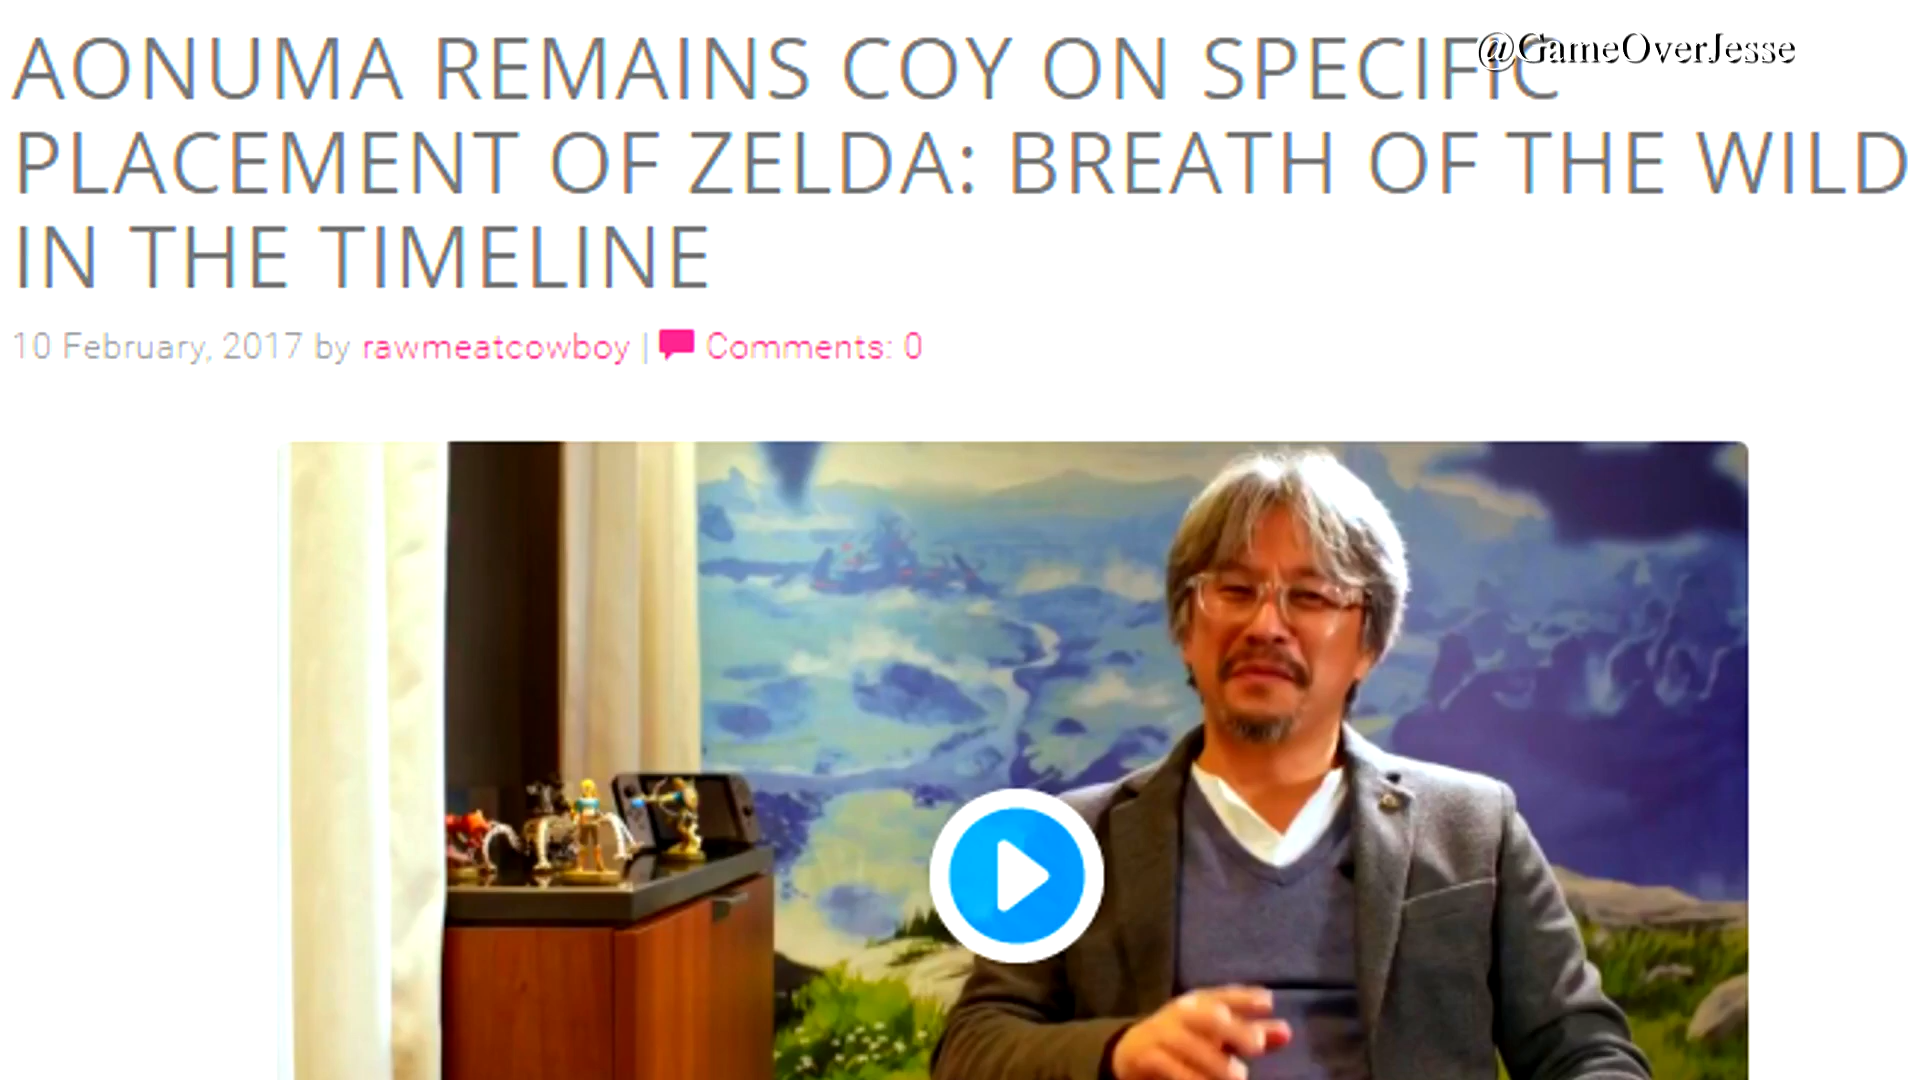 AONUMA REMAINS COY ON SPECIFIC
@GameOverJesse
PLACEMENT OF ZELDA: BREATH OF THE WILD
IN THE TIMELINE
10 February, 2017 by rawmeatcowboy | Comments: 0